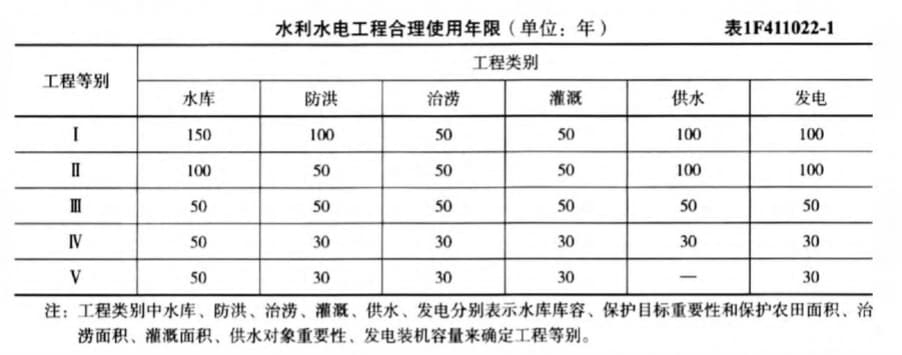 水利水电工程合理使用年限（单位：年） 表1F411022-1
工程等别 工程类别
水库 防洪 治涝 灌溉 供水 发电
Ⅰ 150 100 50 50 100 100
Ⅱ 100 50 50 50 100 100
Ⅲ 50 50 50 50 50 50
Ⅳ 50 30 30 30 30 30
Ⅴ 50 30 30 30 — 30
注：工程类别中水库、防洪、治涝、灌溉、供水、发电分别表示水库库容、保护目标重要性和保护农田面积、治
涝面积、灌溉面积、供水对象重要性、发电装机容量来确定工程等别。